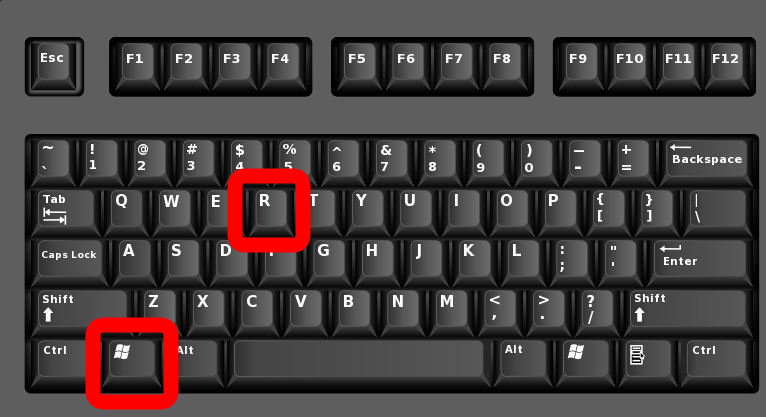 Esc F1 F2 F3 F4 F5 F6 F7 F8 F9 F10 F11 F12
~ ! @ # $ % ^ & * ( ) — +
` 1 2 3 4 5 6 7 8 9 0 - = Backspace
Tab Q W E R T Y U I O P { } |
[ ] \
Caps Lock A S D F G H J K L : " Enter
; '
Shift Z X C V B N M < > ? Shift
, . /
Ctrl Alt Alt Ctrl